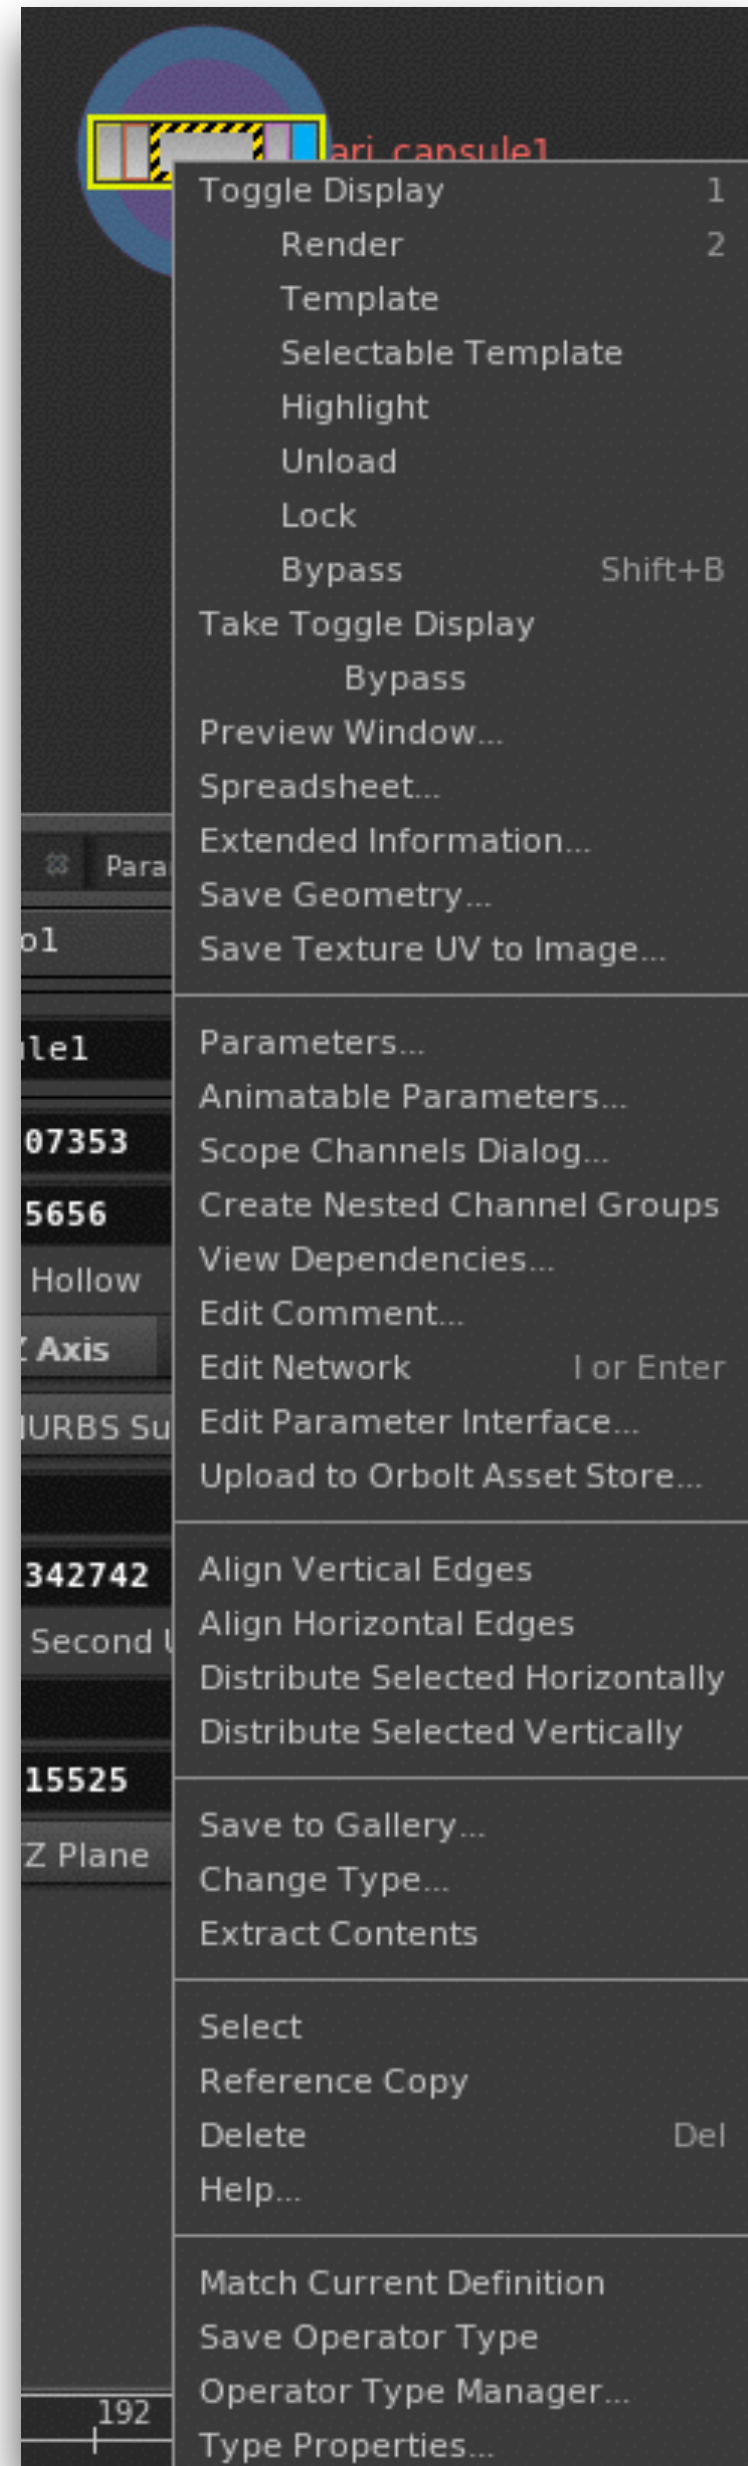 ari_capsule1
Toggle Display 1
Render 2
Template
Selectable Template
Highlight
Unload
Lock
Bypass Shift+B
Take Toggle Display
Bypass
Preview Window...
Spreadsheet...
Extended Information...
Save Geometry...
Save Texture UV to Image...
Para
o1
ule1
07353
5656
Hollow
Z Axis
NURBS Su
342742
Second U
15525
YZ Plane
Parameters...
Animatable Parameters...
Scope Channels Dialog...
Create Nested Channel Groups
View Dependencies...
Edit Comment...
Edit Network I or Enter
Edit Parameter Interface...
Upload to Orbolt Asset Store...
Align Vertical Edges
Align Horizontal Edges
Distribute Selected Horizontally
Distribute Selected Vertically
Save to Gallery...
Change Type...
Extract Contents
Select
Reference Copy
Delete Del
Help...
Match Current Definition
Save Operator Type
Operator Type Manager...
Type Properties...
192